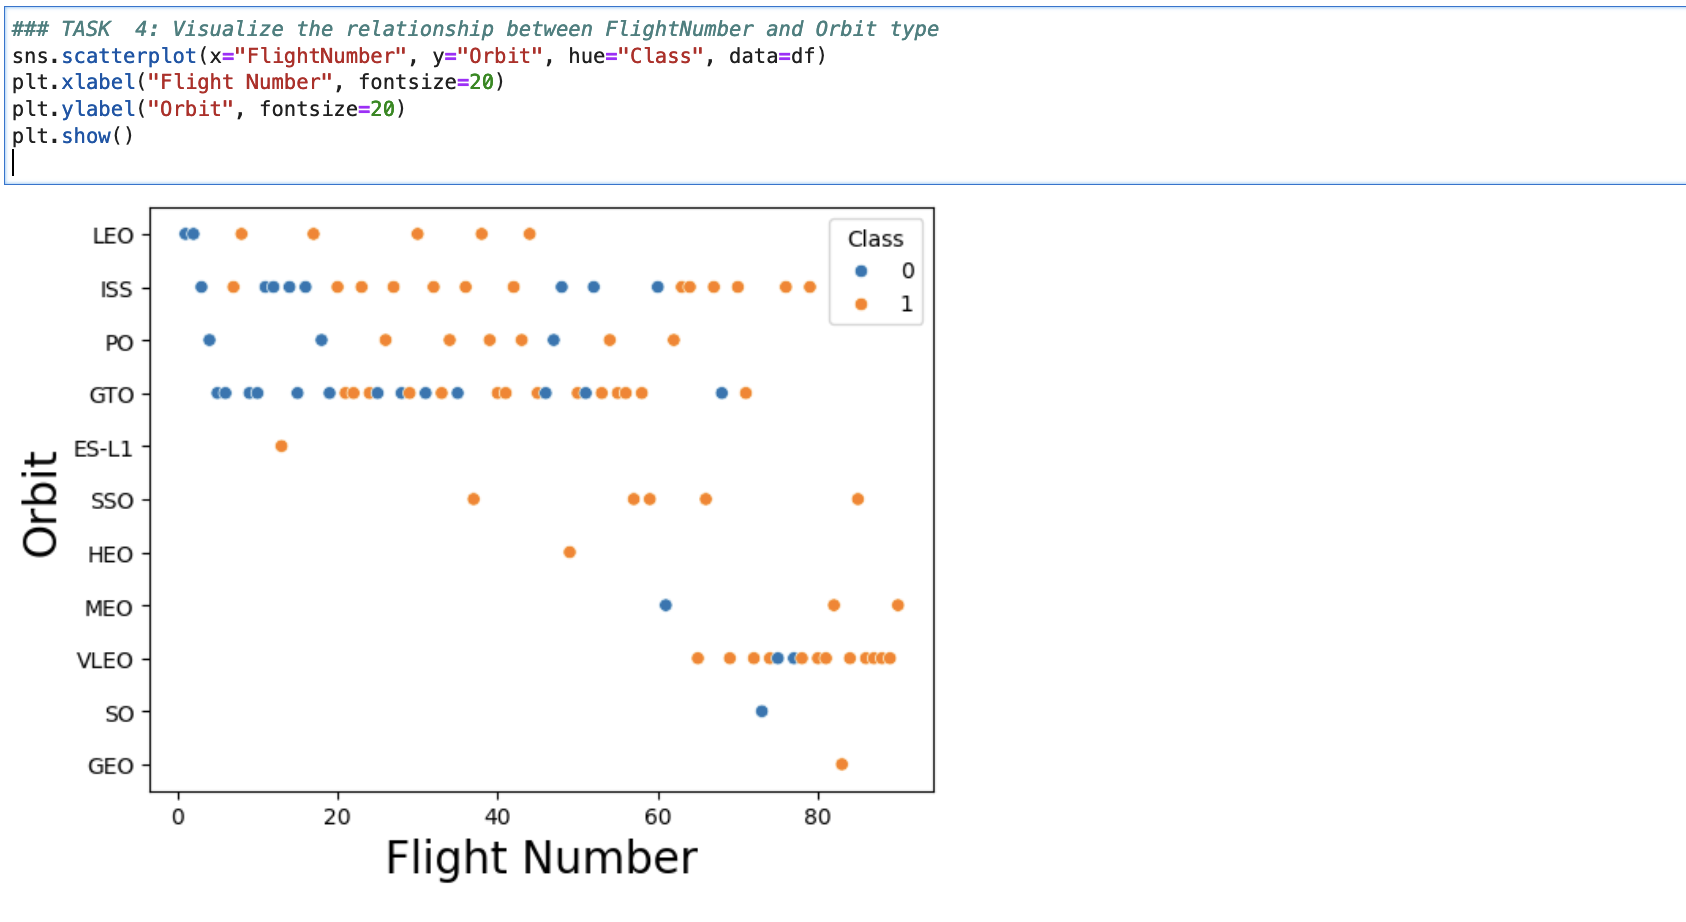 ### TASK  4: Visualize the relationship between FlightNumber and Orbit type
sns.scatterplot(x="FlightNumber", y="Orbit", hue="Class", data=df)
plt.xlabel("Flight Number", fontsize=20)
plt.ylabel("Orbit", fontsize=20)
plt.show()
LEO
ISS
PO
GTO
ES-L1
SSO
HEO
MEO
VLEO
SO
GEO
Orbit
Class
0
1
0 20 40 60 80
Flight Number